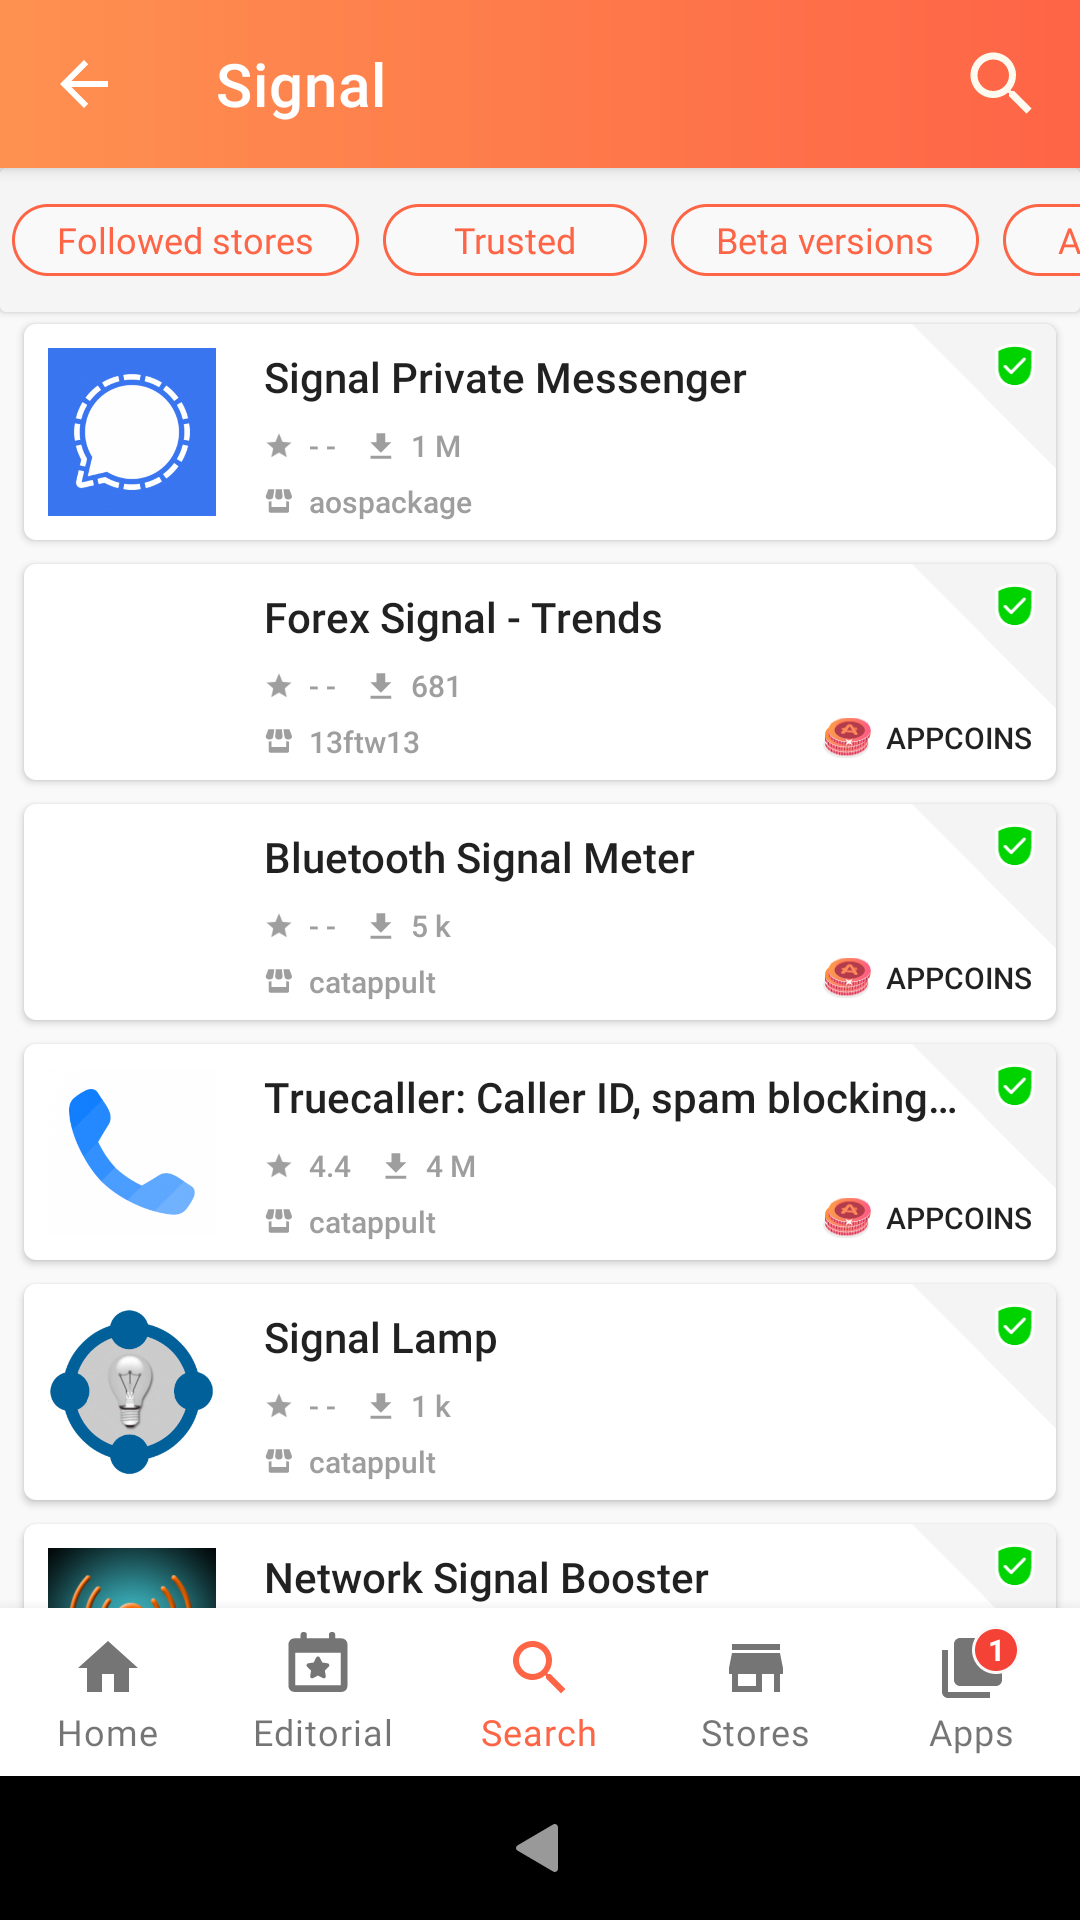 Signal
Followed stores
Trusted
Beta versions
A
Signal Private Messenger
- - 1 M
aospackage
Forex Signal - Trends
- - 681
13ftw13
APPCOINS
Bluetooth Signal Meter
- - 5 k
catappult
APPCOINS
Truecaller: Caller ID, spam blocking...
4.4 4 M
catappult
APPCOINS
Signal Lamp
- - 1 k
catappult
Network Signal Booster
1
Home
Editorial
Search
Stores
Apps